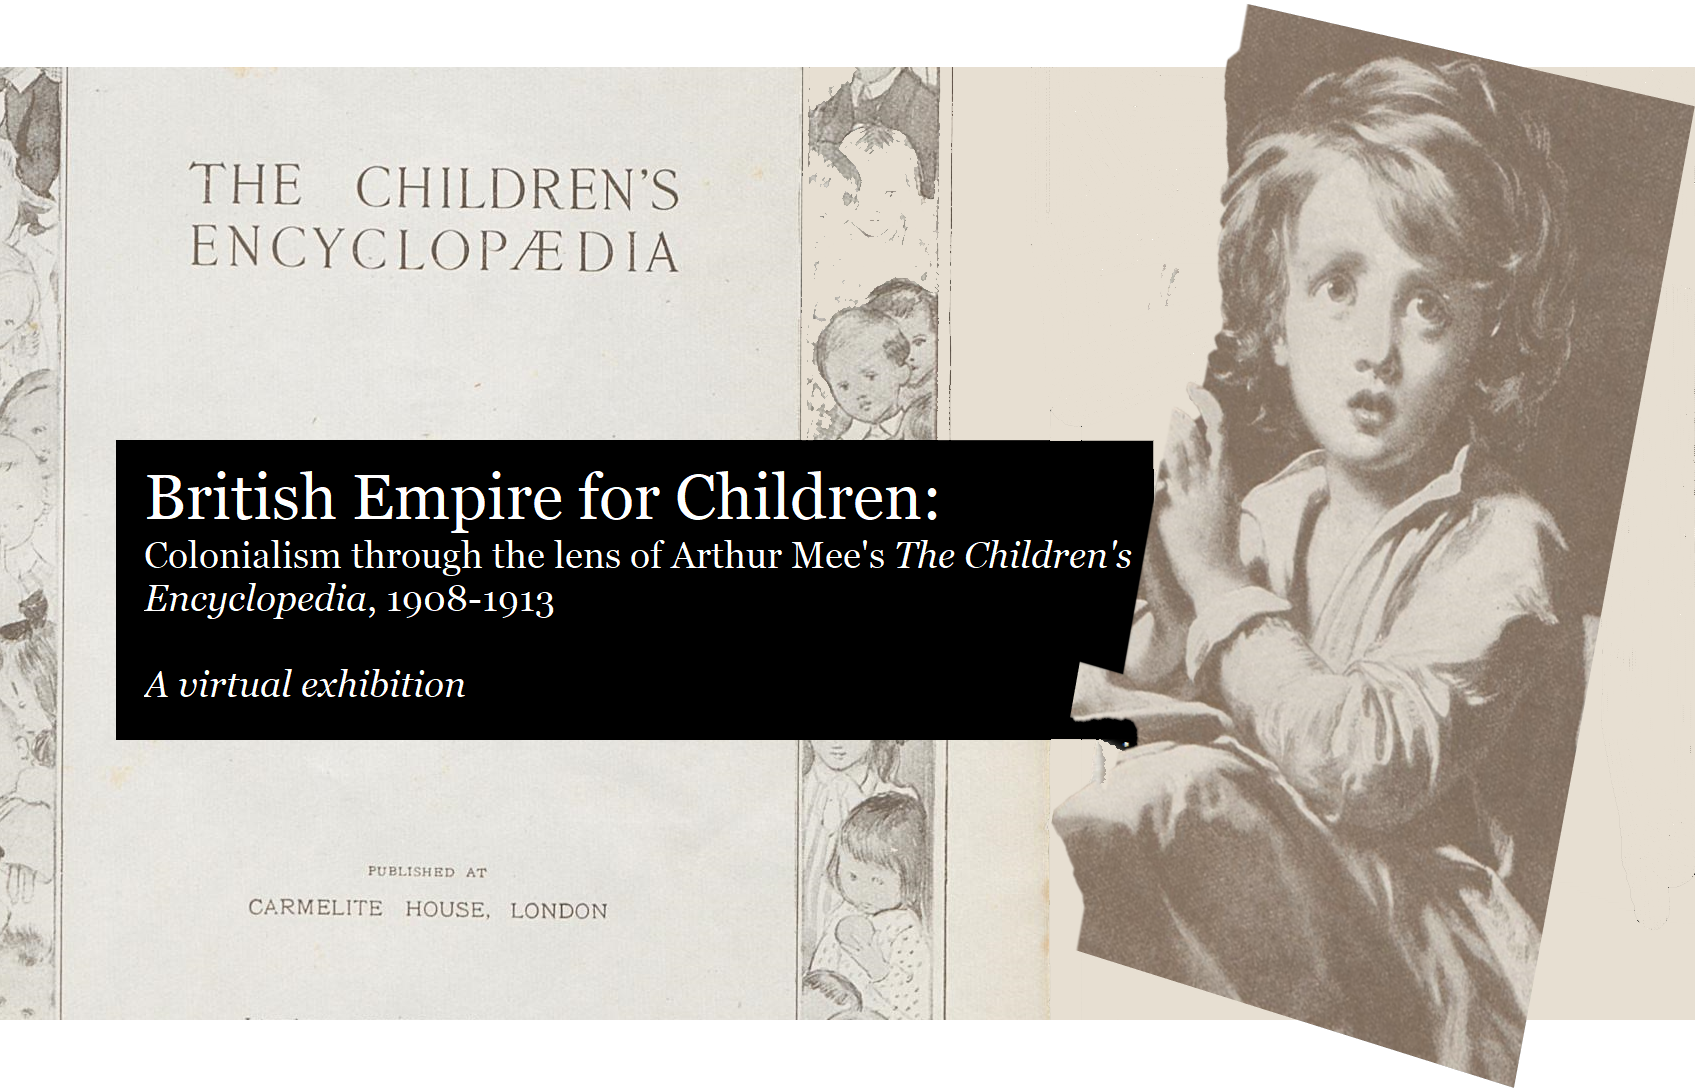 THE CHILDREN'S
ENCYCLOPÆDIA
British Empire for Children:
Colonialism through the lens of Arthur Mee's The Children's
Encyclopedia, 1908-1913
A virtual exhibition
PUBLISHED AT
CARMELITE HOUSE, LONDON